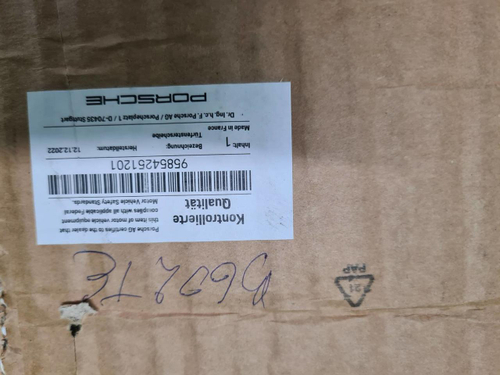 Kontrollierte
Qualität
Porsche AG certifies to the dealer that
this item of motor vehicle equipment
complies with all applicable Federal
Motor Vehicle Safety Standards.
95854251201
Inhalt: 1 Bezeichnung: Herstelldatum:
Türfensterscheibe 12.12.2022
Made in France
Dr. Ing. h.c. F. Porsche AG / Porscheplatz 1 / D-70435 Stuttgart
PORSCHE
21
PAP